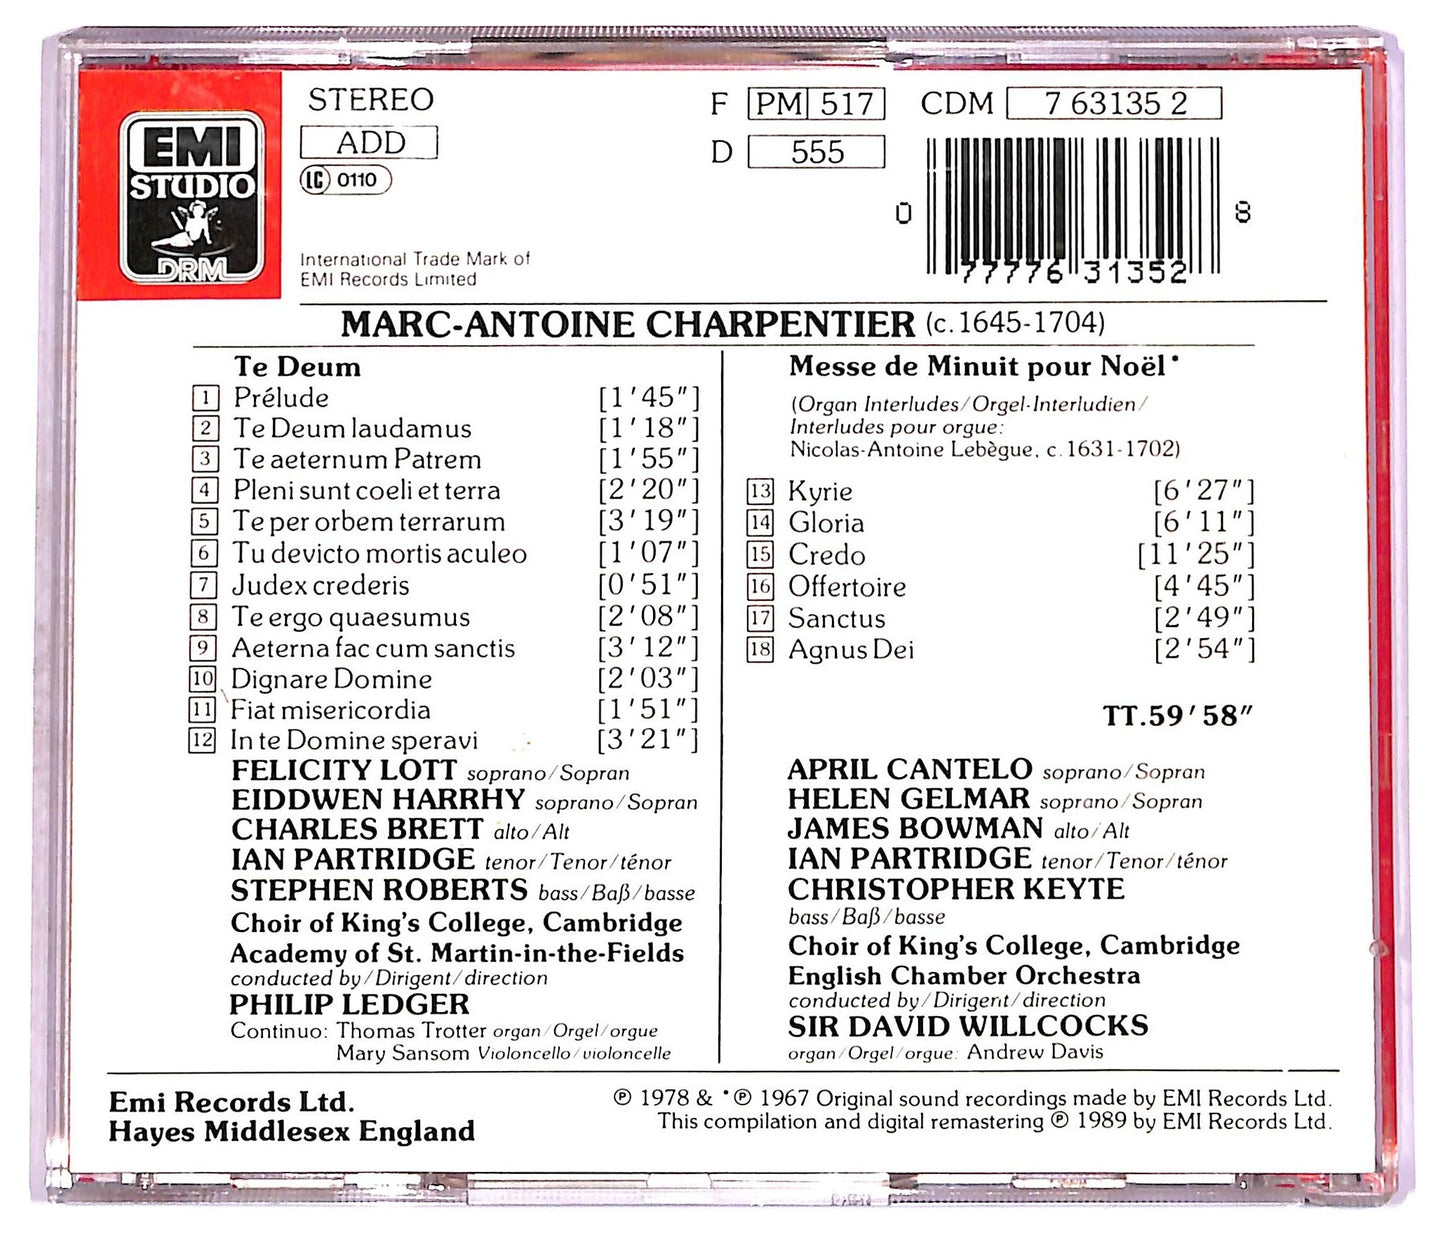 EMI
STUDIO
DRM
STEREO
ADD
LC 0110
International Trade Mark of
EMI Records Limited
F PM 517
D 555
CDM 7 63135 2
0 77776 31352 8
MARC-ANTOINE CHARPENTIER (c.1645-1704)
Te Deum
1 Prélude [1'45"]
2 Te Deum laudamus [1'18"]
3 Te aeternum Patrem [1'55"]
4 Pleni sunt coeli et terra [2'20"]
5 Te per orbem terrarum [3'19"]
6 Tu devicto mortis aculeo [1'07"]
7 Judex crederis [0'51"]
8 Te ergo quaesumus [2'08"]
9 Aeterna fac cum sanctis [3'12"]
10 Dignare Domine [2'03"]
11 Fiat misericordia [1'51"]
12 In te Domine speravi [3'21"]
FELICITY LOTT soprano/Sopran
EIDDWEN HARRHY soprano/Sopran
CHARLES BRETT alto/Alt
IAN PARTRIDGE tenor/Tenor/ténor
STEPHEN ROBERTS bass/Baß/basse
Choir of King's College, Cambridge
Academy of St. Martin-in-the-Fields
conducted by/Dirigent/direction
PHILIP LEDGER
Continuo: Thomas Trotter organ/Orgel/orgue
Mary Sansom Violoncello/violoncelle
Messe de Minuit pour Noël*
(Organ Interludes/Orgel-Interludien/
Interludes pour orgue:
Nicolas-Antoine Lebègue, c.1631-1702)
13 Kyrie [6'27"]
14 Gloria [6'11"]
15 Credo [11'25"]
16 Offertoire [4'45"]
17 Sanctus [2'49"]
18 Agnus Dei [2'54"]
TT.59'58"
APRIL CANTELO soprano/Sopran
HELEN GELMAR soprano/Sopran
JAMES BOWMAN alto/Alt
IAN PARTRIDGE tenor/Tenor/ténor
CHRISTOPHER KEYTE
bass/Baß/basse
Choir of King's College, Cambridge
English Chamber Orchestra
conducted by/Dirigent/direction
SIR DAVID WILLCOCKS
organ/Orgel/orgue: Andrew Davis
Emi Records Ltd.
Hayes Middlesex England
℗ 1978 & *℗ 1967 Original sound recordings made by EMI Records Ltd.
This compilation and digital remastering ℗ 1989 by EMI Records Ltd.